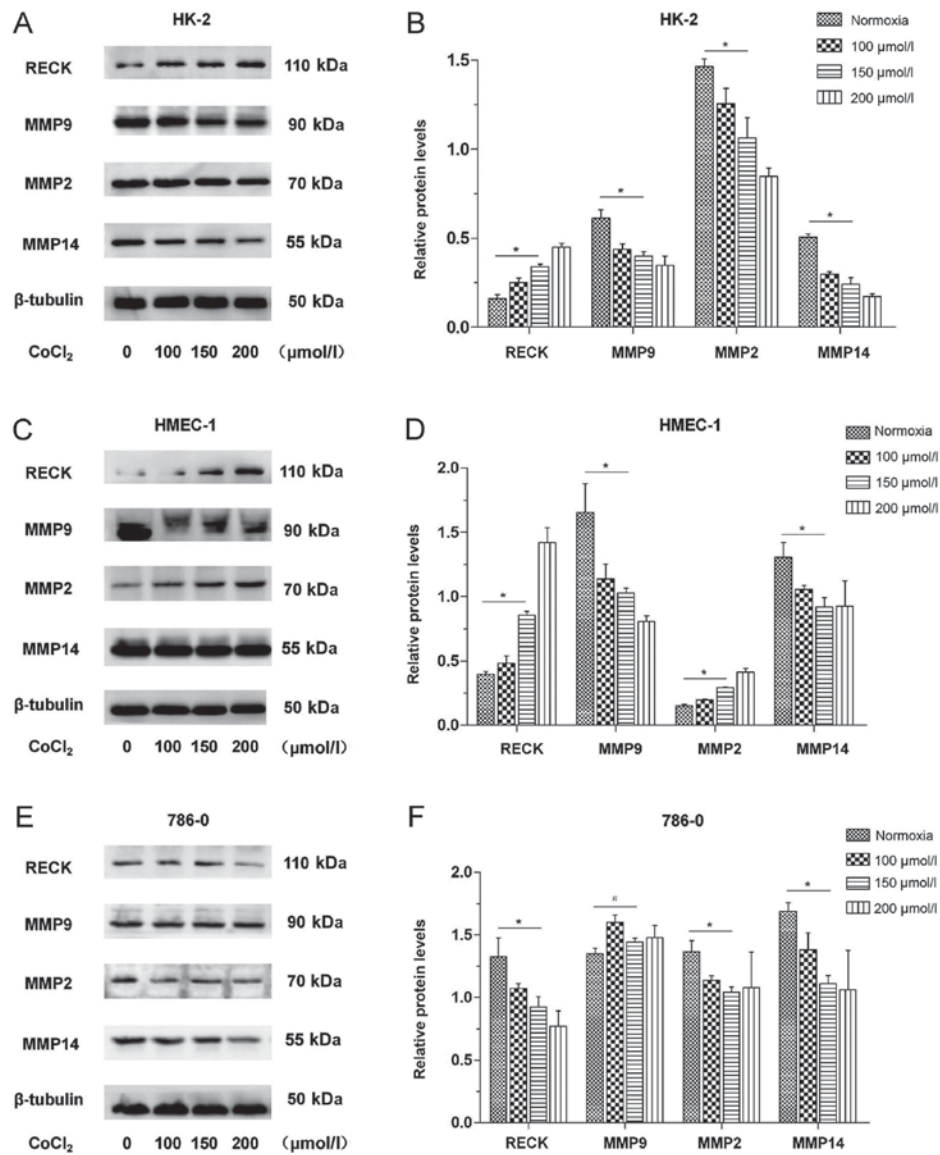 A
HK-2
RECK
110 kDa
MMP9
90 kDa
MMP2
70 kDa
MMP14
55 kDa
β-tubulin
50 kDa
CoCl₂ 0 100 150 200 (μmol/l)
B
HK-2
Normoxia
100 μmol/l
150 μmol/l
200 μmol/l
Relative protein levels
1.5
1.0
0.5
0.0
*
*
*
*
RECK MMP9 MMP2 MMP14
C
HMEC-1
RECK
110 kDa
MMP9
90 kDa
MMP2
70 kDa
MMP14
55 kDa
β-tubulin
50 kDa
CoCl₂ 0 100 150 200 (μmol/l)
D
HMEC-1
Normoxia
100 μmol/l
150 μmol/l
200 μmol/l
Relative protein levels
2.0
1.5
1.0
0.5
0.0
*
*
*
*
RECK MMP9 MMP2 MMP14
E
786-0
RECK
110 kDa
MMP9
90 kDa
MMP2
70 kDa
MMP14
55 kDa
β-tubulin
50 kDa
CoCl₂ 0 100 150 200 (μmol/l)
F
786-0
Normoxia
100 μmol/l
150 μmol/l
200 μmol/l
Relative protein levels
2.0
1.5
1.0
0.5
0.0
*
*
*
RECK MMP9 MMP2 MMP14